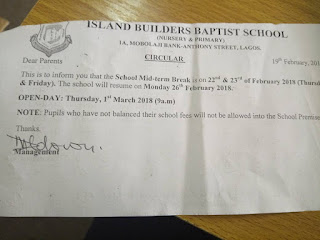 ISLAND BUILDERS BAPTIST SCHOOL
(NURSERY & PRIMARY)
1A, MOBOLAJI BANK-ANTHONY STREET, LAGOS.
CIRCULAR
19th February, 201
Dear Parents
This is to inform you that the School Mid-term Break is on 22nd & 23rd of February 2018 (Thursd
& Friday). The school will resume on Monday 26th February 2018.
OPEN-DAY: Thursday, 1st March 2018 (9a.m)
NOTE: Pupils who have not balanced their school fees will not be allowed into the School Premise
Thanks.
Management